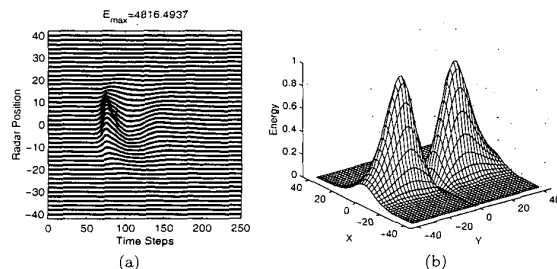 E_max=4816.4937
40
30
20
10
0
-10
-20
-30
-40
Radar Position
0 50 100 150 200 250
Time Steps
(a)
1
0.8
0.6
0.4
0.2
0
Energy
40
20
0
-20
-40
X
-40
-20
0
20
40
Y
(b)